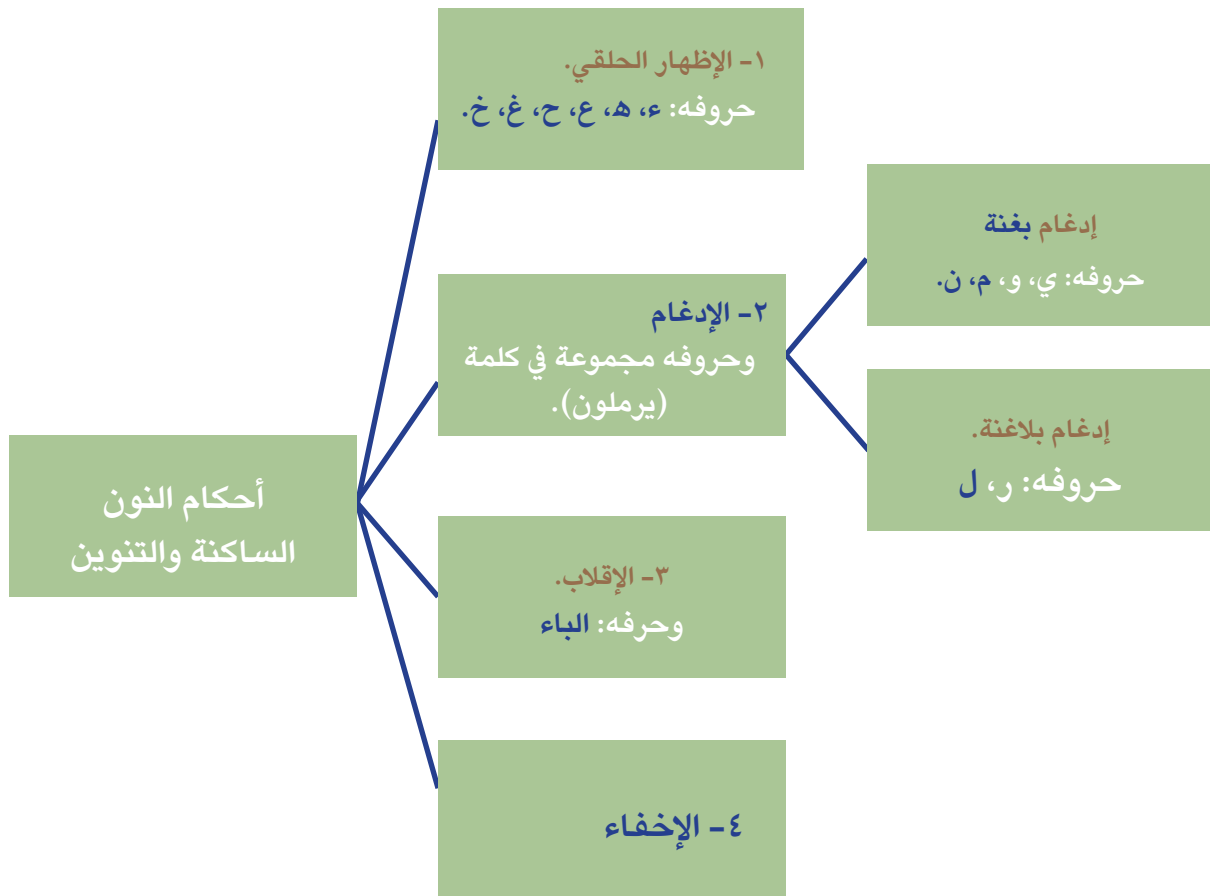 ١- الإظهار الحلقي.
حروفه: ء، ه، ع، ح، غ، خ.
إدغام بغنة
حروفه: ي، و، م، ن.
٢- الإدغام
وحروفه مجموعة في كلمة
(يرملون).
إدغام بلاغنة.
حروفه: ر، ل
أحكام النون
الساكنة والتنوين
٣- الإقلاب.
وحرفه: الباء
٤- الإخفاء